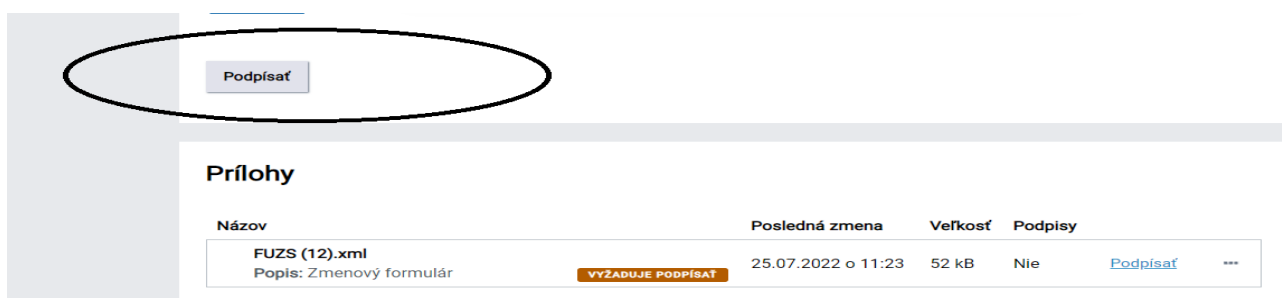 Podpísať
Prílohy
Názov Posledná zmena Veľkosť Podpisy
FUZS (12).xml
Popis: Zmenový formulár VYŽADUJE PODPÍSAŤ 25.07.2022 o 11:23 52 kB Nie Podpísať ...